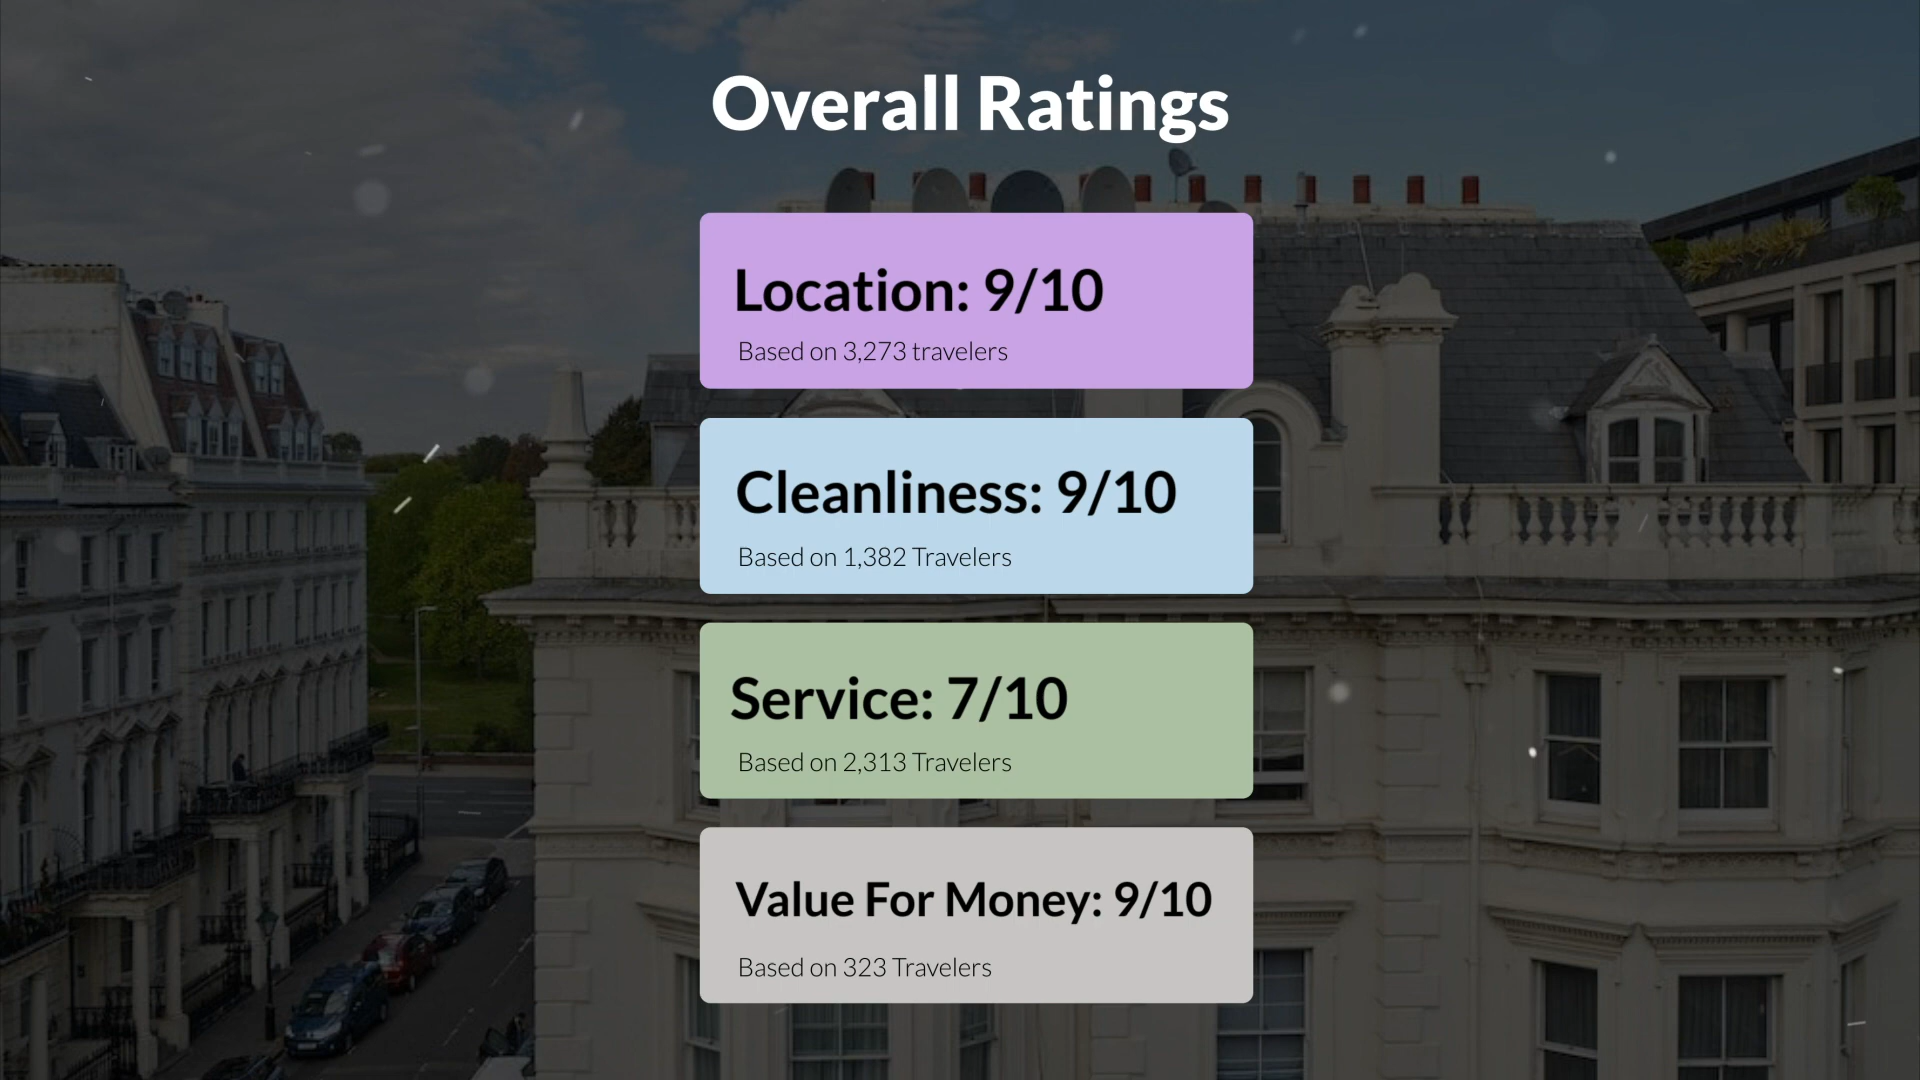 Overall Ratings
Location: 9/10
Based on 3,273 travelers
Cleanliness: 9/10
Based on 1,382 Travelers
Service: 7/10
Based on 2,313 Travelers
Value For Money: 9/10
Based on 323 Travelers